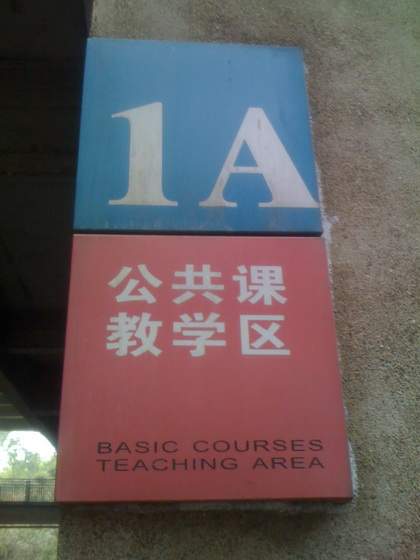 1A
公共课
教学区
BASIC COURSES
TEACHING AREA